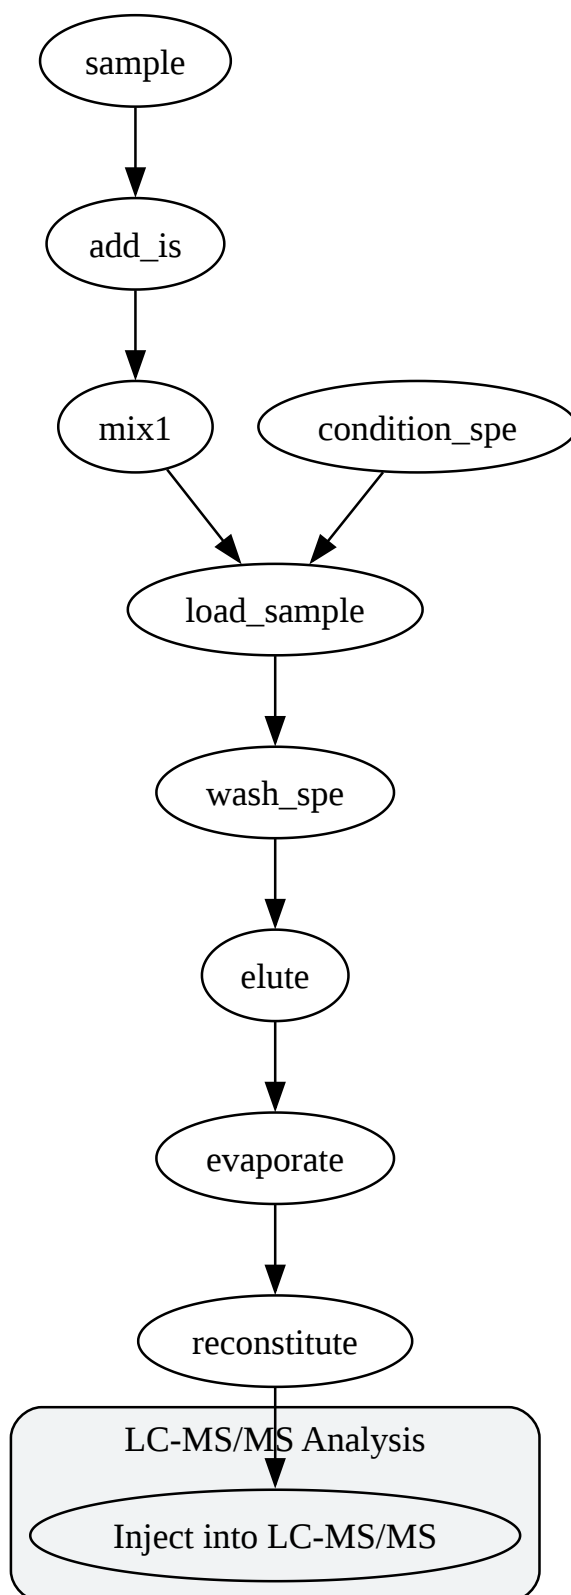 sample
add_is
mix1
condition_spe
load_sample
wash_spe
elute
evaporate
reconstitute
LC-MS/MS Analysis
Inject into LC-MS/MS